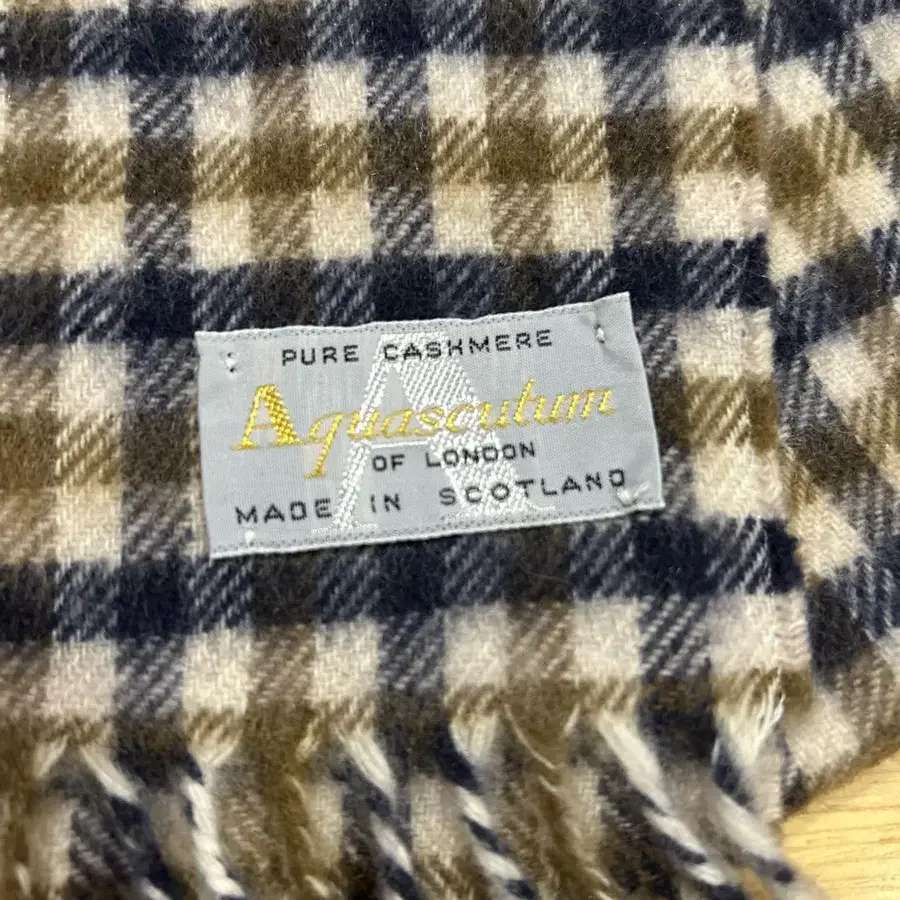 PURE CASHMERE
Aquascutum
OF LONDON
MADE IN SCOTLAND